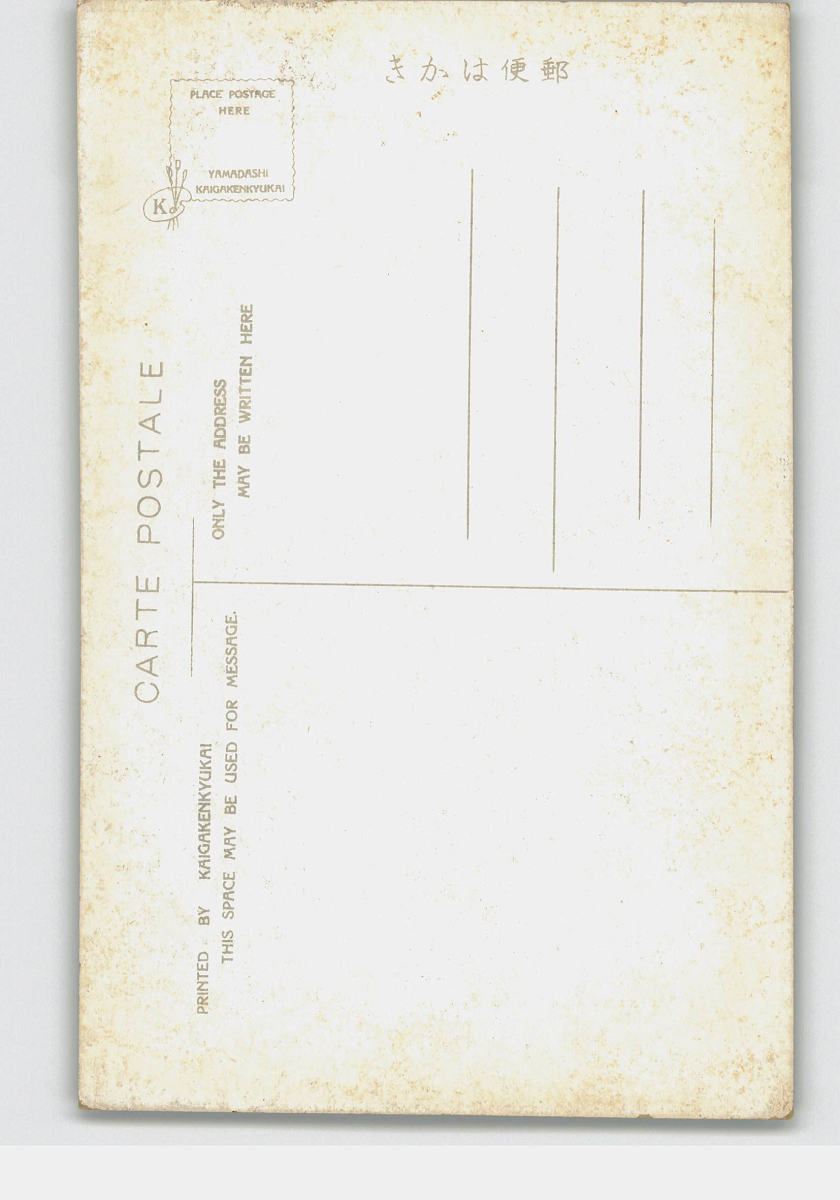 きかは便郵
PLACE POSTAGE
HERE
YAMADASHI
KAIGAKENKYUKAI
K
CARTE POSTALE
ONLY THE ADDRESS
MAY BE WRITTEN HERE
PRINTED BY KAIGAKENKYUKAI
THIS SPACE MAY BE USED FOR MESSAGE.